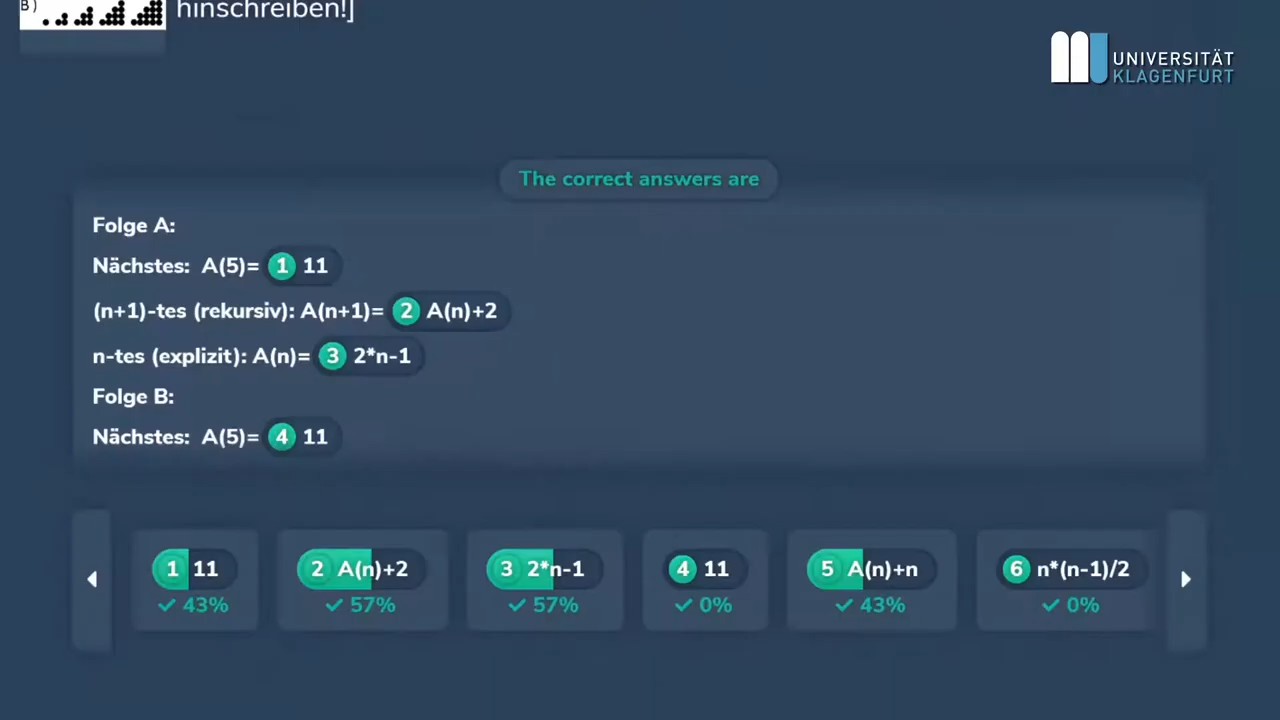 B)
hinschreiben!]
UNIVERSITÄT
KLAGENFURT
The correct answers are
Folge A:
Nächstes: A(5)= 1 11
(n+1)-tes (rekursiv): A(n+1)= 2 A(n)+2
n-tes (explizit): A(n)= 3 2*n-1
Folge B:
Nächstes: A(5)= 4 11
1 11
43%
2 A(n)+2
57%
3 2*n-1
57%
4 11
0%
5 A(n)+n
43%
6 n*(n-1)/2
0%